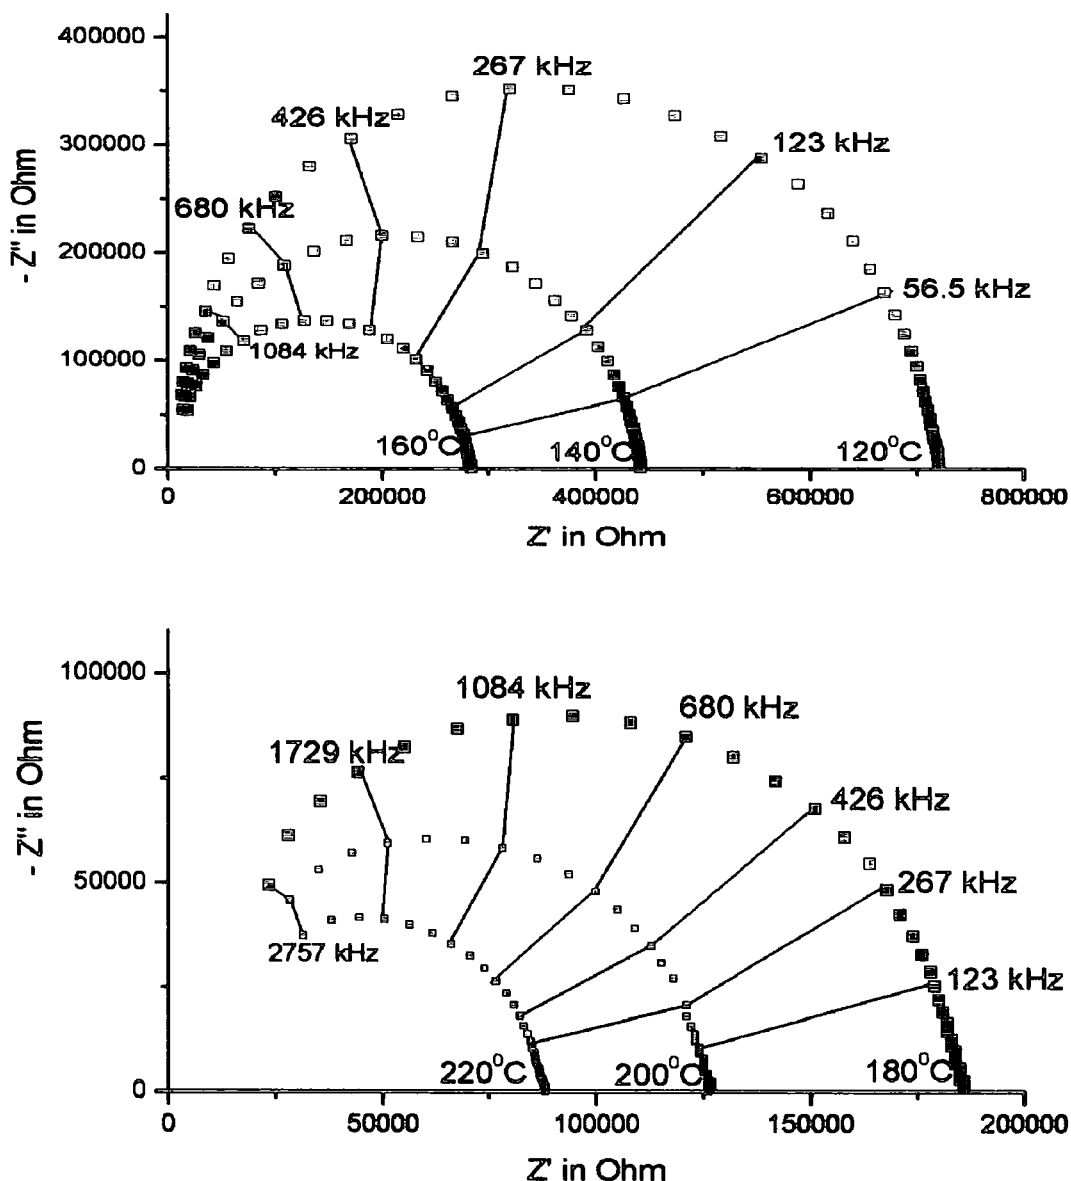 400000
267 kHz
426 kHz
300000
123 kHz
- Z" in Ohm
680 kHz
200000
56.5 kHz
1084 kHz
100000
160°C
140°C
120°C
0
0
200000
400000
600000
800000
Z' in Ohm
100000
1084 kHz
680 kHz
1729 kHz
- Z" in Ohm
426 kHz
50000
267 kHz
2757 kHz
123 kHz
220°C
200°C
180°C
0
0
50000
100000
150000
200000
Z' in Ohm